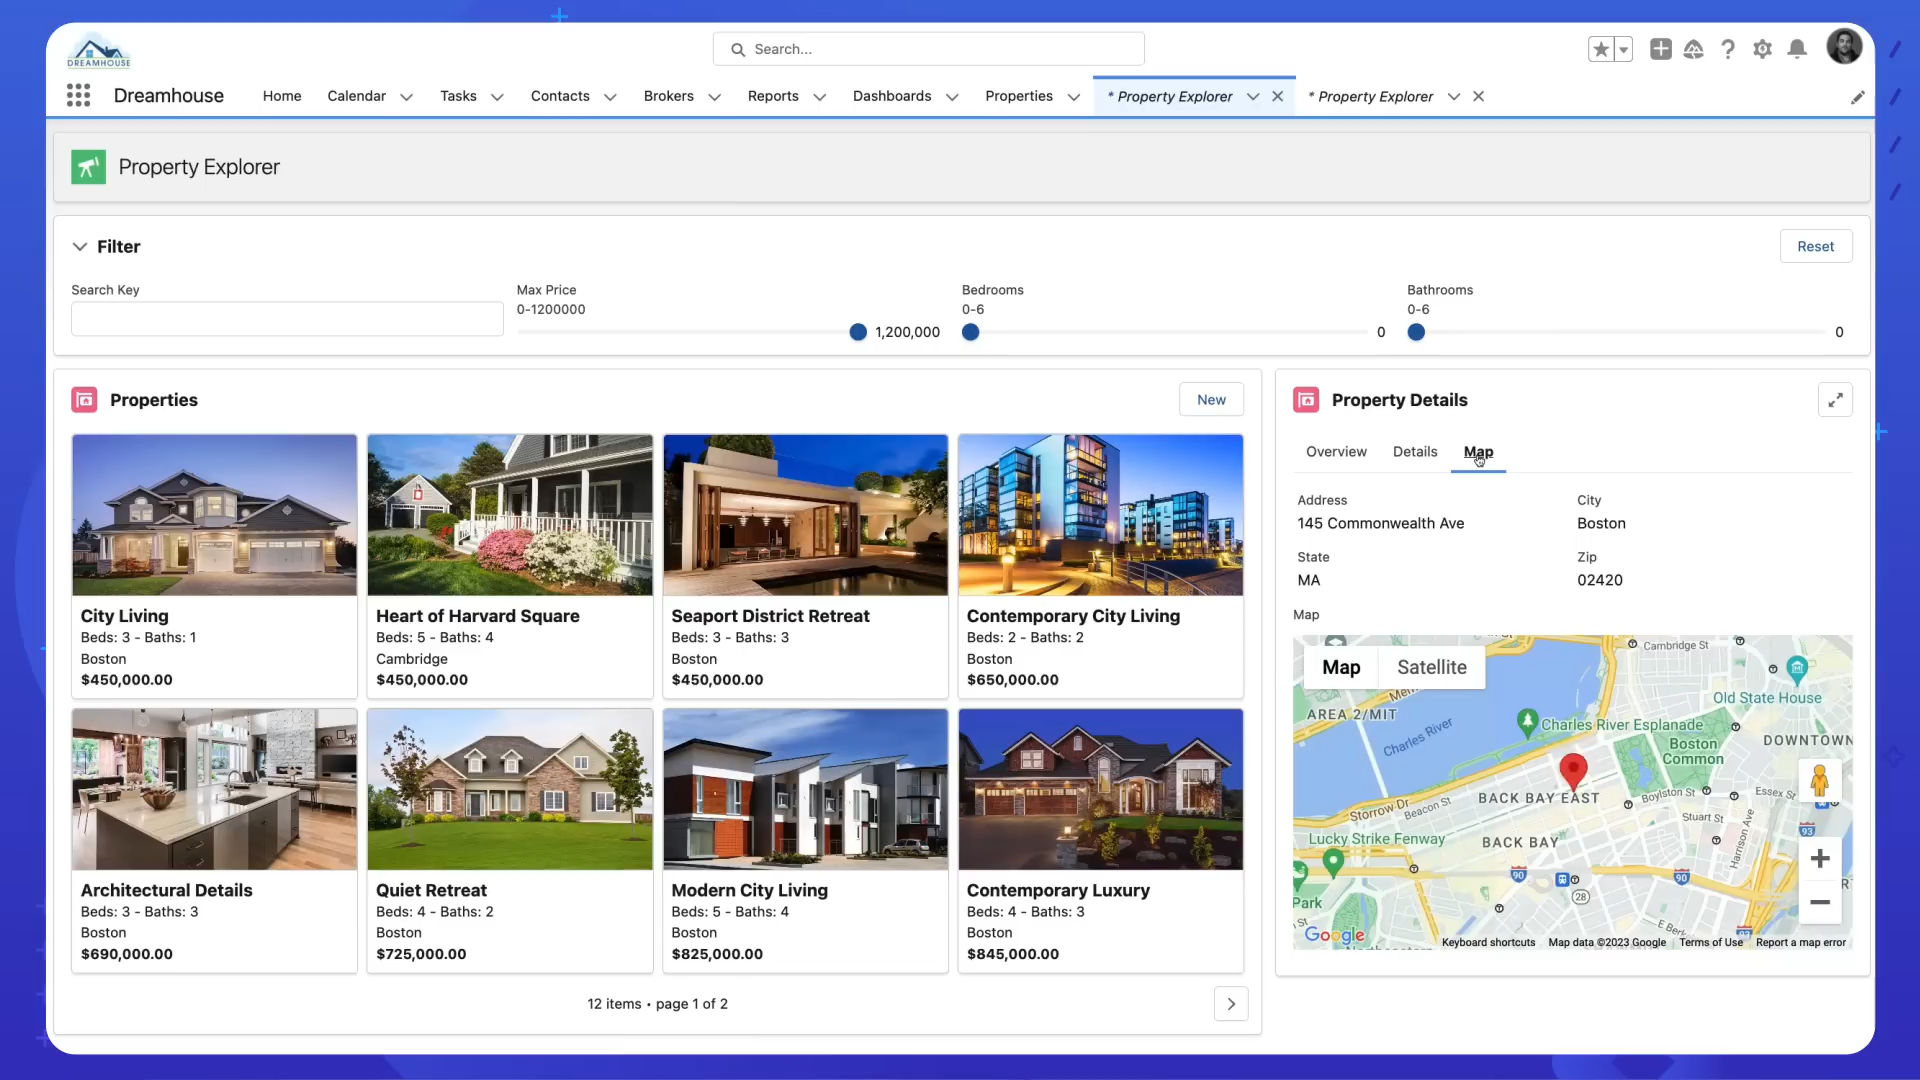 DREAMHOUSE
Search...
Dreamhouse
Home
Calendar
Tasks
Contacts
Brokers
Reports
Dashboards
Properties
* Property Explorer
* Property Explorer
Property Explorer
Filter
Reset
Search Key
Max Price
0-1200000
1,200,000
Bedrooms
0-6
0
Bathrooms
0-6
0
Properties
New
City Living
Beds: 3 - Baths: 1
Boston
$450,000.00
Heart of Harvard Square
Beds: 5 - Baths: 4
Cambridge
$450,000.00
Seaport District Retreat
Beds: 3 - Baths: 3
Boston
$450,000.00
Contemporary City Living
Beds: 2 - Baths: 2
Boston
$650,000.00
Architectural Details
Beds: 3 - Baths: 3
Boston
$690,000.00
Quiet Retreat
Beds: 4 - Baths: 2
Boston
$725,000.00
Modern City Living
Beds: 5 - Baths: 4
Boston
$825,000.00
Contemporary Luxury
Beds: 4 - Baths: 3
Boston
$845,000.00
12 items • page 1 of 2
Property Details
Overview
Details
Map
Address
145 Commonwealth Ave
City
Boston
State
MA
Zip
02420
Map
Map
Satellite
Cambridge St
Old State House
AREA 2/MIT
Charles River
Charles River Esplanade
Boston
Common
DOWNTOWN
BACK BAY EAST
Storrow Dr
Beacon St
Boylston St
Essex St
Stuart St
Harrison Ave
93
Lucky Strike Fenway
BACK BAY
90
90
28
Park
Google
Keyboard shortcuts
Map data ©2023 Google
Terms of Use
Report a map error